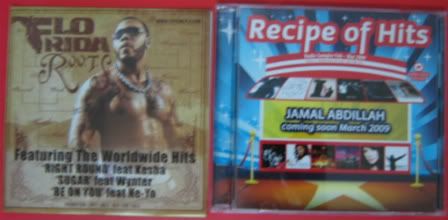 FLO
RIDA
ROOTS
Featuring The Worldwide Hits
'RIGHT ROUND' feat Kesha
'SUGAR' feat Wynter
'BE ON YOU' feat Ne-Yo
Recipe of Hits
JAMAL ABDILLAH
coming soon March 2009